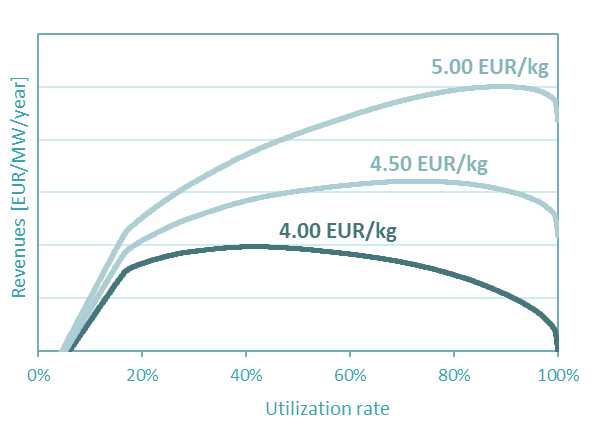 5.00 EUR/kg
4.50 EUR/kg
4.00 EUR/kg
Revenues [EUR/MW/year]
0% 20% 40% 60% 80% 100%
Utilization rate